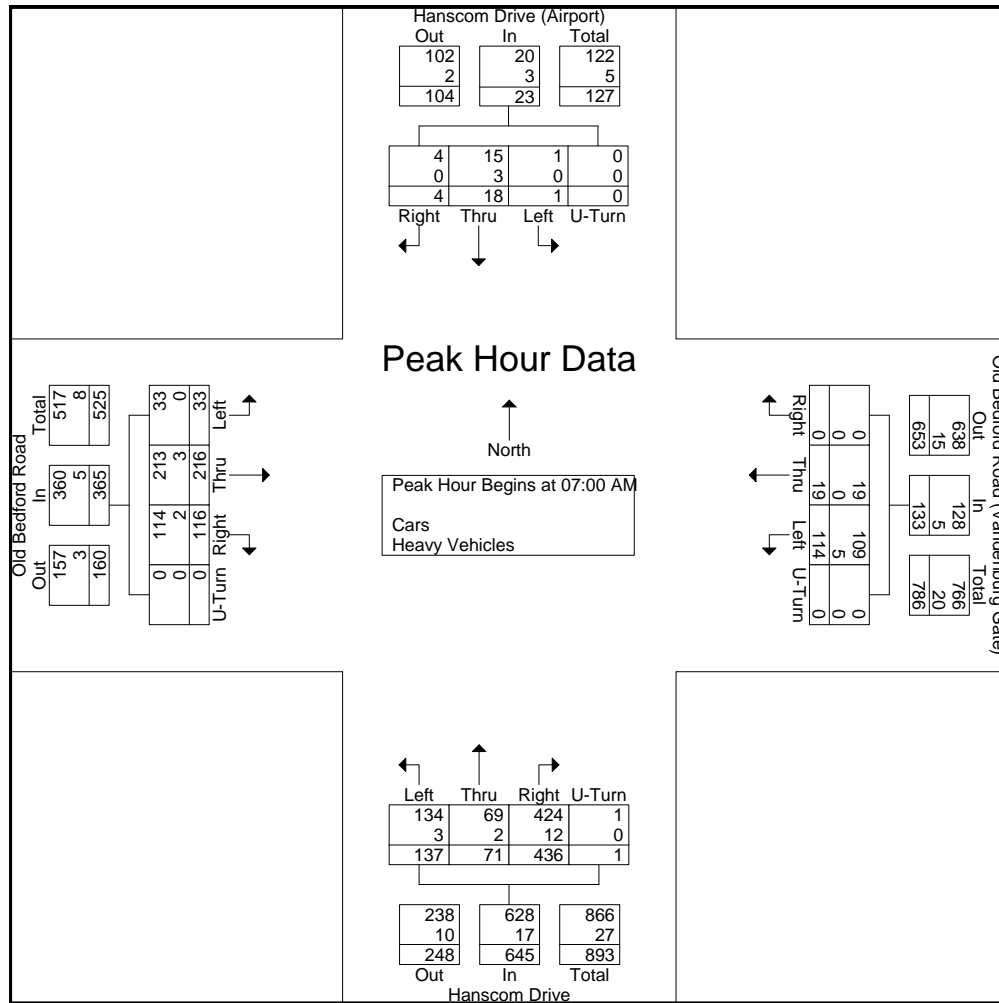 Hanscom Drive (Airport)
Out In Total
102 20 122
2 3 5
104 23 127
4 15 1 0
0 3 0 0
4 18 1 0
Right Thru Left U-Turn
Peak Hour Data
North
Peak Hour Begins at 07:00 AM
Cars
Heavy Vehicles
Old Bedford Road
Total In Out
517 360 157
8 5 3
525 365 160
33 213 114 0
0 3 2 0
33 216 116 0
Left Thru Right U-Turn
Old Bedford Road (Vandenburg Gate)
Out In Total
638 128 766
15 5 20
653 133 786
0 19 109 0
0 0 5 0
0 19 114 0
Right Thru Left U-Turn
Left Thru Right U-Turn
134 69 424 1
3 2 12 0
137 71 436 1
238 628 866
10 17 27
248 645 893
Out In Total
Hanscom Drive